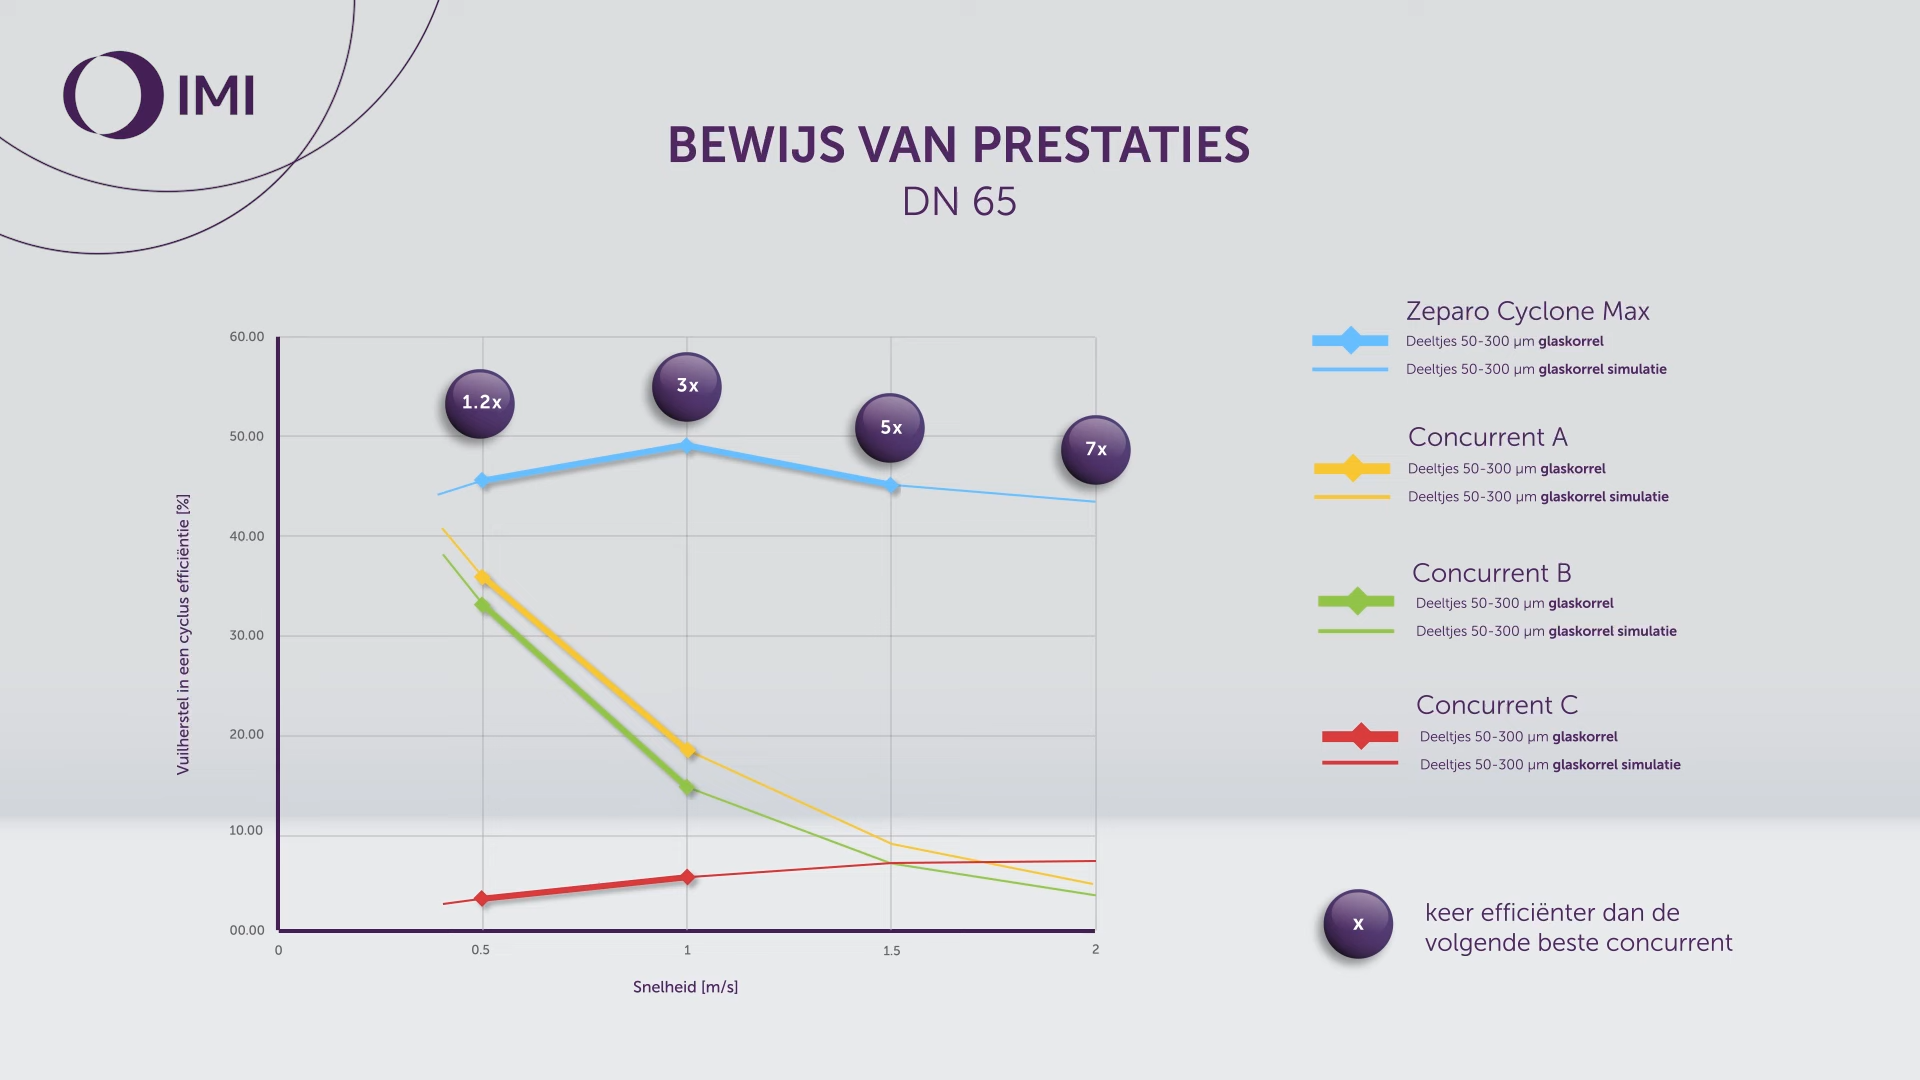 IMI
BEWIJS VAN PRESTATIES
DN 65
Vuilherstel in een cyclus efficiëntie [%]
60.00
50.00
40.00
30.00
20.00
10.00
00.00
0
0.5
1
1.5
2
Snelheid [m/s]
1.2x
3x
5x
7x
Zeparo Cyclone Max
Deeltjes 50-300 µm glaskorrel
Deeltjes 50-300 µm glaskorrel simulatie
Concurrent A
Deeltjes 50-300 µm glaskorrel
Deeltjes 50-300 µm glaskorrel simulatie
Concurrent B
Deeltjes 50-300 µm glaskorrel
Deeltjes 50-300 µm glaskorrel simulatie
Concurrent C
Deeltjes 50-300 µm glaskorrel
Deeltjes 50-300 µm glaskorrel simulatie
x
keer efficiënter dan de
volgende beste concurrent